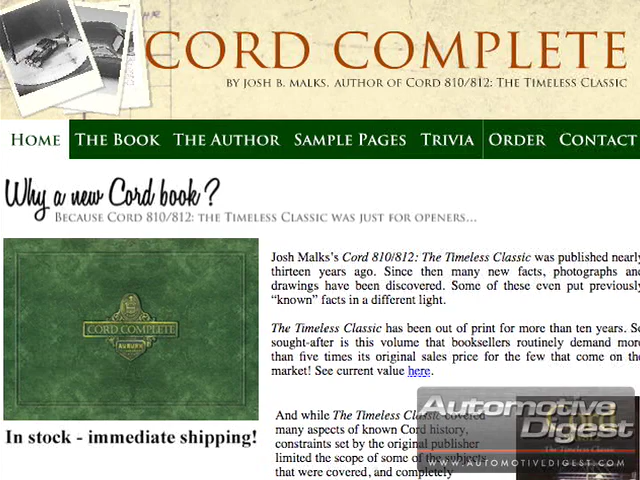 CORD COMPLETE
BY JOSH B. MALKS, AUTHOR OF CORD 810/812: THE TIMELESS CLASSIC
HOME THE BOOK THE AUTHOR SAMPLE PAGES TRIVIA ORDER CONTACT
Why a new Cord book?
BECAUSE CORD 810/812: THE TIMELESS CLASSIC WAS JUST FOR OPENERS...
CORD COMPLETE
AUBURN
In stock - immediate shipping!
Josh Malks's Cord 810/812: The Timeless Classic was published nearly
thirteen years ago. Since then many new facts, photographs and
drawings have been discovered. Some of these even put previously
“known” facts in a different light.
The Timeless Classic has been out of print for more than ten years. So
sought-after is this volume that booksellers routinely demand more
than five times its original sales price for the few that come on the
market! See current value here.
And while The Timeless Classic covered
many aspects of known Cord history,
constraints set by the original publisher
limited the scope of some of the subjects
that were covered, and completely
Automotive
Digest
The Timeless Classic
WWW.AUTOMOTIVEDIGEST.COM